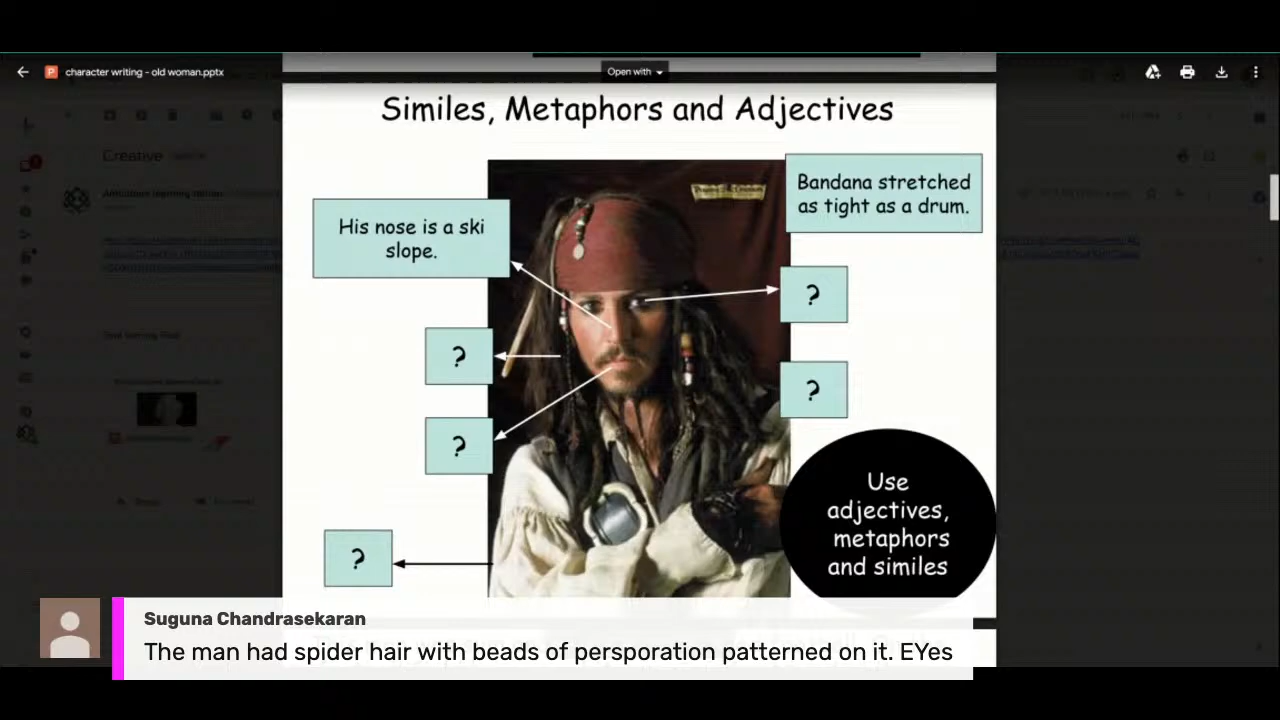 character writing - old woman.pptx
Open with
Similes, Metaphors and Adjectives
Bandana stretched
as tight as a drum.
His nose is a ski
slope.
?
?
?
?
?
Use
adjectives,
metaphors
and similes
Creative
Suguna Chandrasekaran
The man had spider hair with beads of persporation patterned on it. EYes